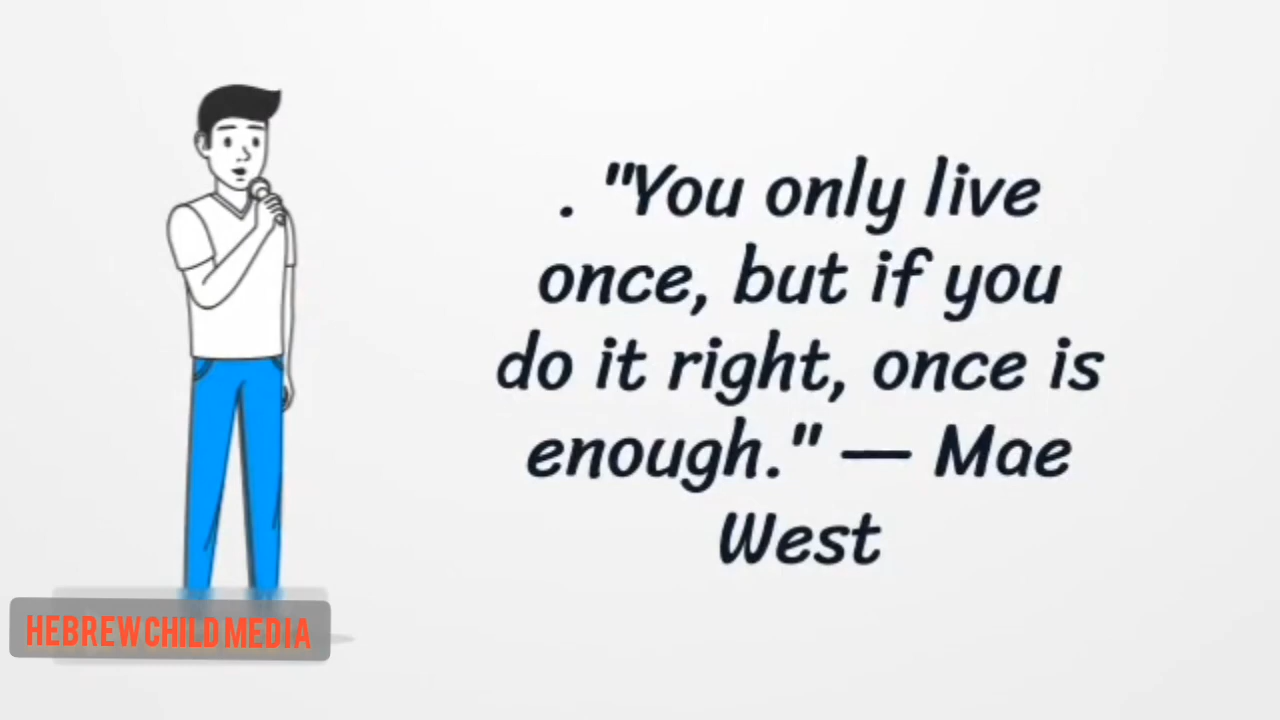 . "You only live
once, but if you
do it right, once is
enough." — Mae
West
HEBREW CHILD MEDIA